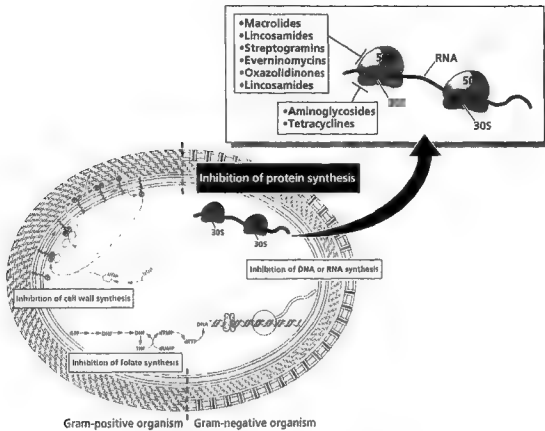 •Macrolides
•Lincosamides
•Streptogramins
•Everninomycins
•Oxazolidinones
•Lincosamides
•Aminoglycosides
•Tetracyclines
50
RNA
50
30S
Inhibition of protein synthesis
30S
30S
Inhibition of DNA or RNA synthesis
Inhibition of cell wall synthesis
DNA
Inhibition of folate synthesis
Gram-positive organism
Gram-negative organism